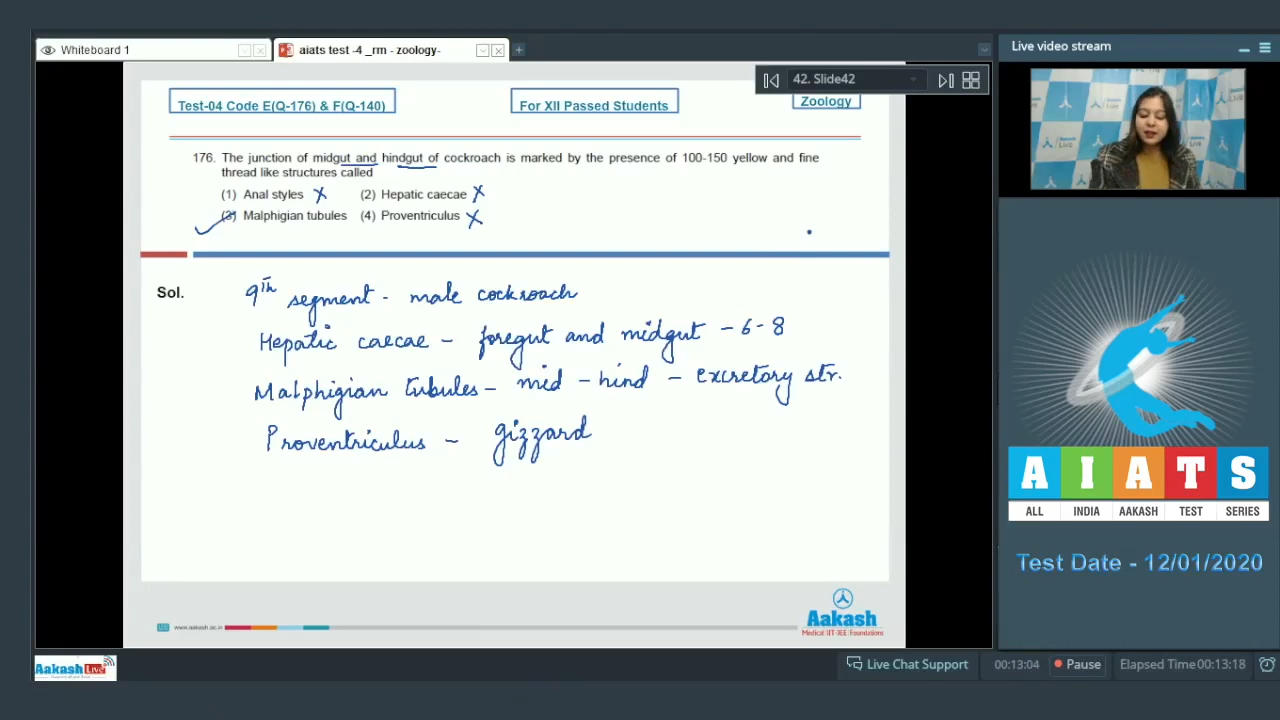 Whiteboard 1
aiats test -4 _rm - zoology-
Live video stream
42. Slide42
Test-04 Code E(Q-176) & F(Q-140)
For XII Passed Students
Zoology
176. The junction of midgut and hindgut of cockroach is marked by the presence of 100-150 yellow and fine
thread like structures called
(1) Anal styles X (2) Hepatic caecae X
(3) Malphigian tubules (4) Proventriculus X
Sol.
9th segment - male cockroach
Hepatic caecae - foregut and midgut - 6-8
Malphigian tubules - mid - hind - excretory str.
Proventriculus - gizzard
A I A T S
ALL INDIA AAKASH TEST SERIES
Test Date - 12/01/2020
www.aakash.ac.in
Aakash
Medical|IIT-JEE|Foundations
Aakash Live
Live Chat Support
00:13:04
Pause
Elapsed Time 00:13:18